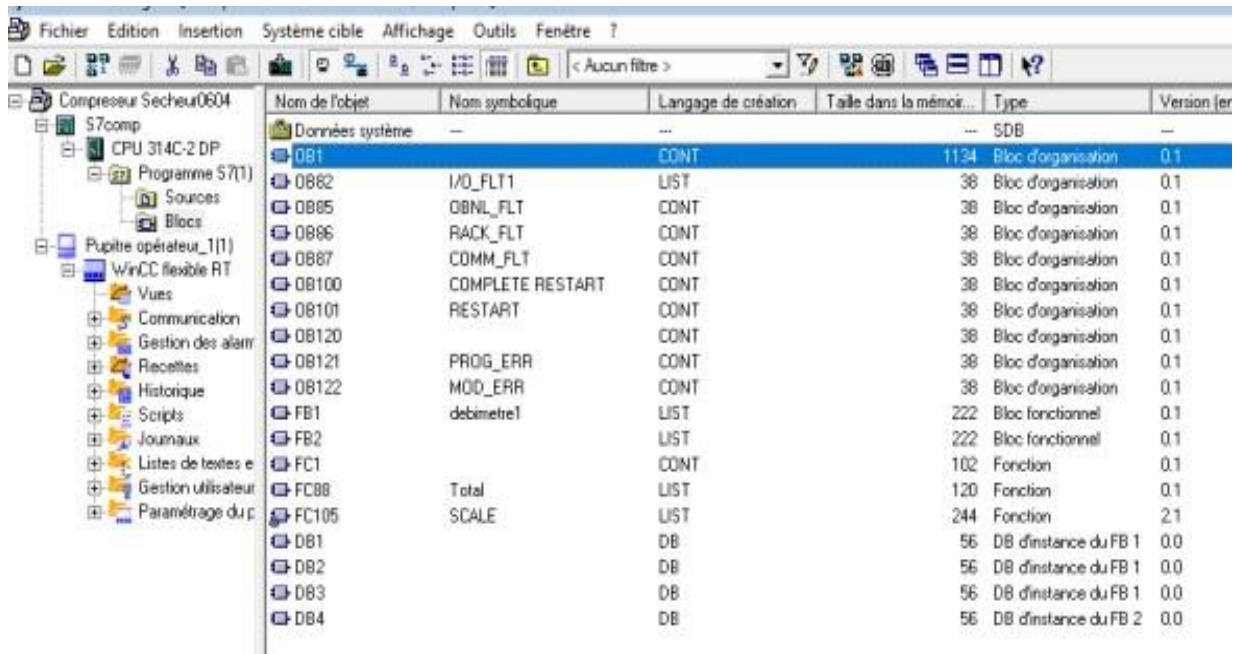 Fichier Edition Insertion Système cible Affichage Outils Fenêtre ?
< Aucun filtre >
Compreseur Secheur0604
S7comp
CPU 314C-2 DP
Programme S7(1)
Sources
Blocs
Pupitre opérateur_1(1)
WinCC flexible RT
Vues
Communication
Gestion des alarm
Recettes
Historique
Scripts
Journaux
Listes de textes e
Gestion utilisateur
Paramétrage du p
Nom de l'objet Nom symbolique Langage de création Taille dans la mémoir... Type Version (en
Données système --- --- --- SDB ---
OB1 CONT 1134 Bloc d'organisation 0.1
OB82 I/O_FLT1 LIST 38 Bloc d'organisation 0.1
OB85 OBNL_FLT CONT 38 Bloc d'organisation 0.1
OB86 RACK_FLT CONT 38 Bloc d'organisation 0.1
OB87 COMM_FLT CONT 38 Bloc d'organisation 0.1
OB100 COMPLETE RESTART CONT 38 Bloc d'organisation 0.1
OB101 RESTART CONT 38 Bloc d'organisation 0.1
OB120 CONT 38 Bloc d'organisation 0.1
OB121 PROG_ERR CONT 38 Bloc d'organisation 0.1
OB122 MOD_ERR CONT 38 Bloc d'organisation 0.1
FB1 debimetre1 LIST 222 Bloc fonctionnel 0.1
FB2 LIST 222 Bloc fonctionnel 0.1
FC1 CONT 102 Fonction 0.1
FC88 Total LIST 120 Fonction 0.1
FC105 SCALE LIST 244 Fonction 2.1
DB1 DB 56 DB d'instance du FB 1 0.0
DB2 DB 56 DB d'instance du FB 1 0.0
DB3 DB 56 DB d'instance du FB 1 0.0
DB4 DB 56 DB d'instance du FB 2 0.0